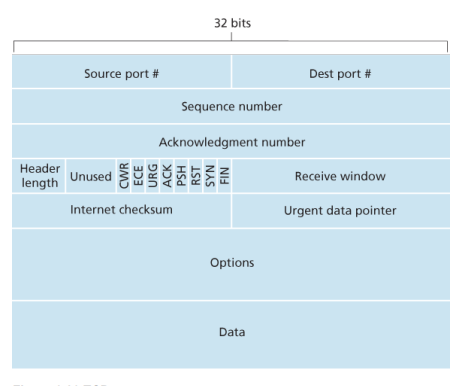 32 bits
Source port #
Dest port #
Sequence number
Acknowledgment number
Header length
Unused
CWR
ECE
URG
ACK
PSH
RST
SYN
FIN
Receive window
Internet checksum
Urgent data pointer
Options
Data